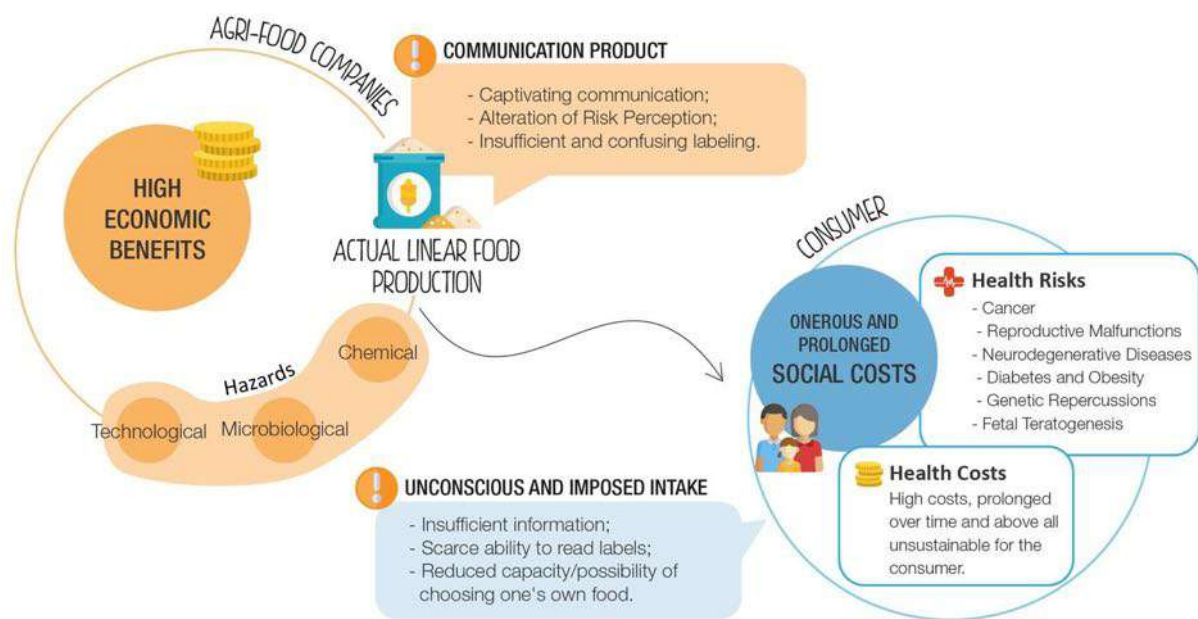 AGRI-FOOD COMPANIES
COMMUNICATION PRODUCT
- Captivating communication;
- Alteration of Risk Perception;
- Insufficient and confusing labeling.
HIGH
ECONOMIC
BENEFITS
ACTUAL LINEAR FOOD
PRODUCTION
Hazards
Chemical
Technological
Microbiological
CONSUMER
ONEROUS AND
PROLONGED
SOCIAL COSTS
Health Risks
- Cancer
- Reproductive Malfunctions
- Neurodegenerative Diseases
- Diabetes and Obesity
- Genetic Repercussions
- Fetal Teratogenesis
Health Costs
High costs, prolonged
over time and above all
unsustainable for the
consumer.
UNCONSCIOUS AND IMPOSED INTAKE
- Insufficient information;
- Scarce ability to read labels;
- Reduced capacity/possibility of
choosing one's own food.